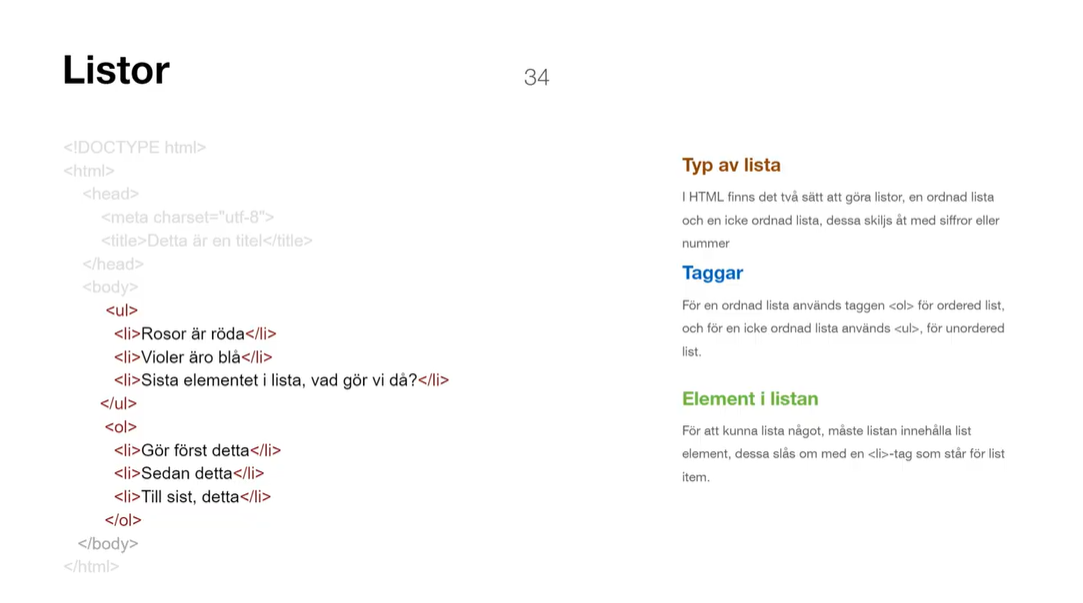 Listor
34
<!DOCTYPE html>
<html>
<head>
<meta charset="utf-8">
<title>Detta är en titel</title>
</head>
<body>
<ul>
<li>Rosor är röda</li>
<li>Violer äro blå</li>
<li>Sista elementet i lista, vad gör vi då?</li>
</ul>
<ol>
<li>Gör först detta</li>
<li>Sedan detta</li>
<li>Till sist, detta</li>
</ol>
</body>
</html>
Typ av lista
I HTML finns det två sätt att göra listor, en ordnad lista
och en icke ordnad lista, dessa skiljs åt med siffror eller
nummer
Taggar
För en ordnad lista används taggen <ol> för ordered list,
och för en icke ordnad lista används <ul>, för unordered
list.
Element i listan
För att kunna lista något, måste listan innehålla list
element, dessa slås om med en <li>-tag som står för list
item.